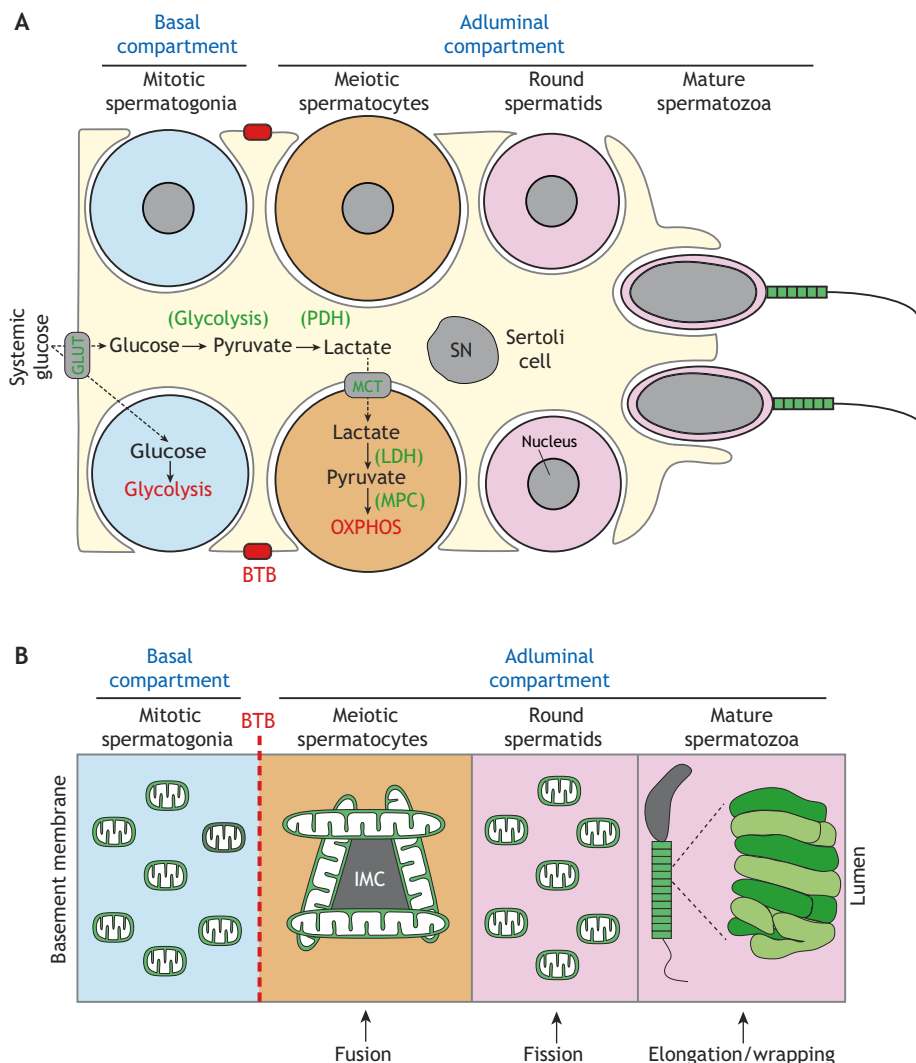 A
Basal
compartment
Adluminal
compartment
Mitotic
spermatogonia
Meiotic
spermatocytes
Round
spermatids
Mature
spermatozoa
Systemic
glucose
GLUT
(Glycolysis)
(PDH)
Glucose
Pyruvate
Lactate
SN
Sertoli
cell
MCT
Glucose
Glycolysis
Lactate
(LDH)
Pyruvate
(MPC)
OXPHOS
Nucleus
BTB
B
Basal
compartment
Adluminal
compartment
Mitotic
spermatogonia
BTB
Meiotic
spermatocytes
Round
spermatids
Mature
spermatozoa
Basement membrane
IMC
Lumen
Fusion
Fission
Elongation/wrapping